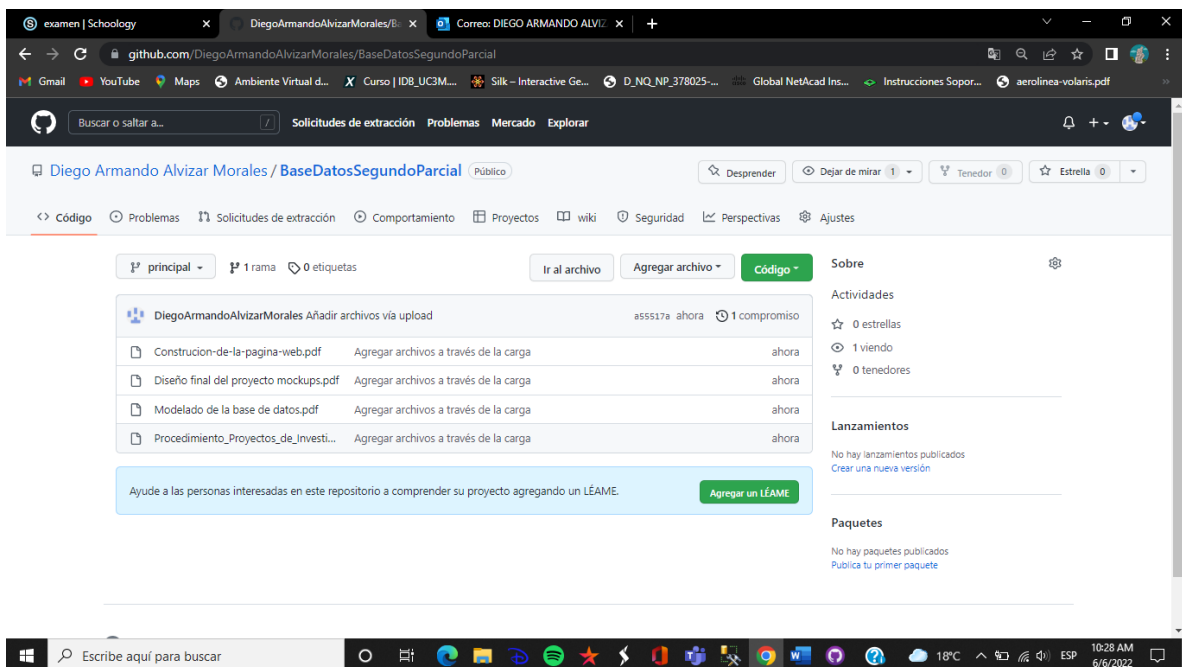 examen | Schoology
DiegoArmandoAlvizarMorales/Ba
Correo: DIEGO ARMANDO ALVIZ
github.com/DiegoArmandoAlvizarMorales/BaseDatosSegundoParcial
Gmail YouTube Maps Ambiente Virtual d... Curso | IDB_UC3M.... Silk – Interactive Ge... D_NQ_NP_378025-... Global NetAcad Ins... Instrucciones Sopor... aerolinea-volaris.pdf »
Buscar o saltar a... / Solicitudes de extracción Problemas Mercado Explorar
Diego Armando Alvizar Morales / BaseDatosSegundoParcial Público Desprender Dejar de mirar 1 Tenedor 0 Estrella 0
Código Problemas Solicitudes de extracción Comportamiento Proyectos wiki Seguridad Perspectivas Ajustes
principal 1 rama 0 etiquetas Ir al archivo Agregar archivo Código
DiegoArmandoAlvizarMorales Añadir archivos vía upload a55517a ahora 1 compromiso
Construcion-de-la-pagina-web.pdf Agregar archivos a través de la carga ahora
Diseño final del proyecto mockups.pdf Agregar archivos a través de la carga ahora
Modelado de la base de datos.pdf Agregar archivos a través de la carga ahora
Procedimiento_Proyectos_de_Investi... Agregar archivos a través de la carga ahora
Ayude a las personas interesadas en este repositorio a comprender su proyecto agregando un LÉAME. Agregar un LÉAME
Sobre
Actividades
0 estrellas
1 viendo
0 tenedores
Lanzamientos
No hay lanzamientos publicados
Crear una nueva versión
Paquetes
No hay paquetes publicados
Publica tu primer paquete
Escribe aquí para buscar 18°C ESP 10:28 AM
6/6/2022